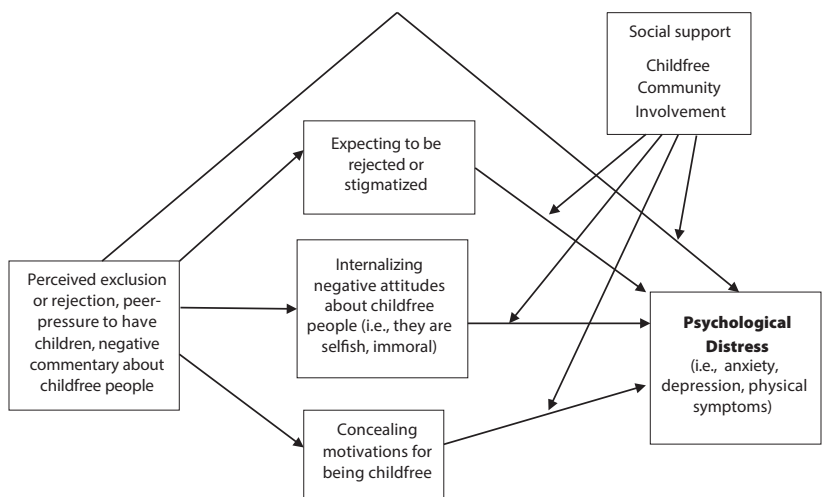 Social support
Childfree
Community
Involvement
Expecting to be
rejected or
stigmatized
Perceived exclusion
or rejection, peer-
pressure to have
children, negative
commentary about
childfree people
Internalizing
negative attitudes
about childfree
people (i.e., they are
selfish, immoral)
Concealing
motivations for
being childfree
Psychological
Distress
(i.e., anxiety,
depression, physical
symptoms)